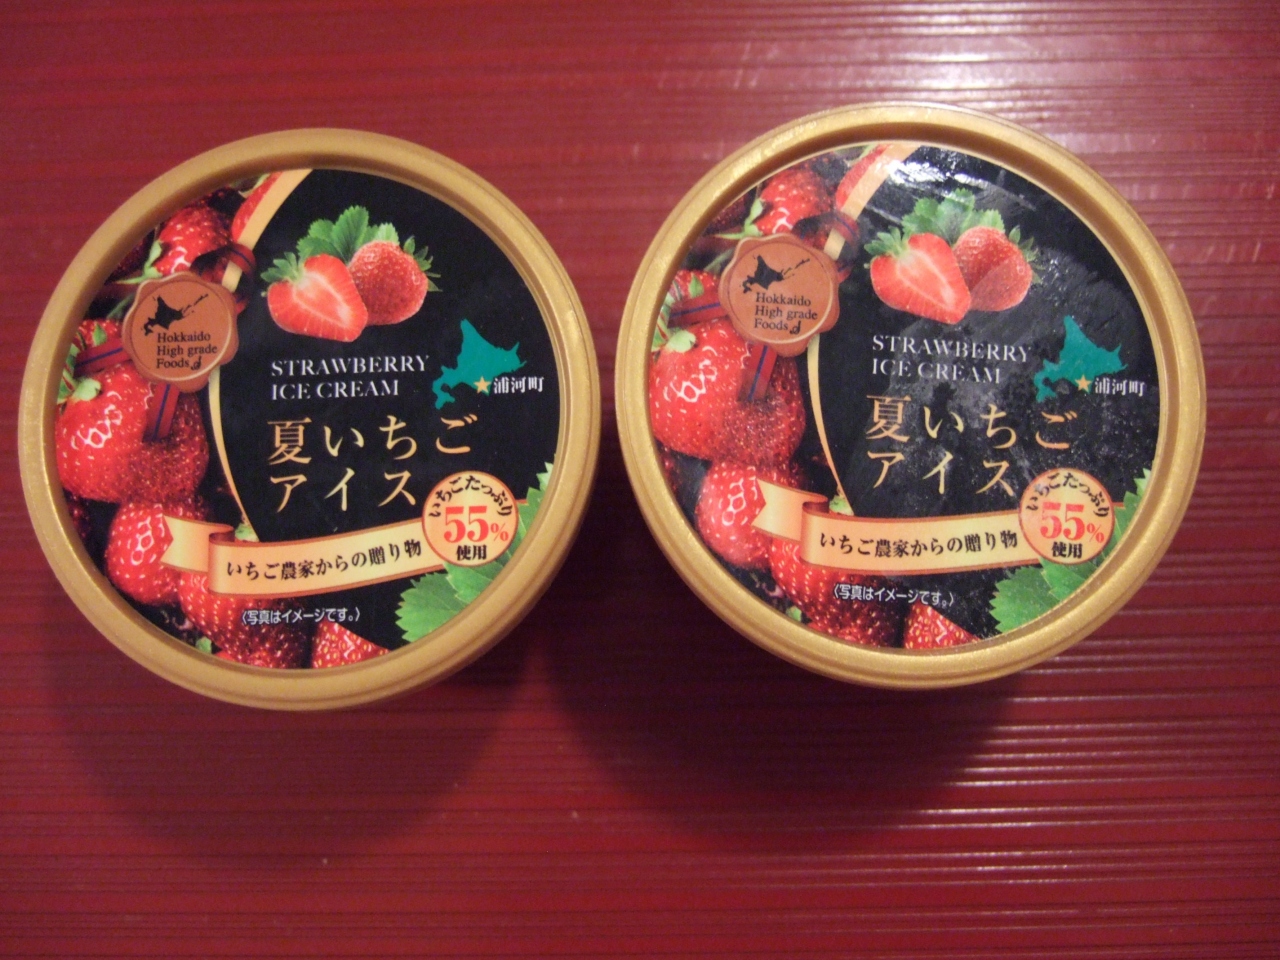 Hokkaido
High grade
Foods
STRAWBERRY
ICE CREAM
浦河町
夏いちご
アイス
いちごたっぷり
55%
使用
いちご農家からの贈り物
(写真はイメージです。)
Hokkaido
High grade
Foods
STRAWBERRY
ICE CREAM
浦河町
夏いちご
アイス
いちごたっぷり
55%
使用
いちご農家からの贈り物
(写真はイメージです。)